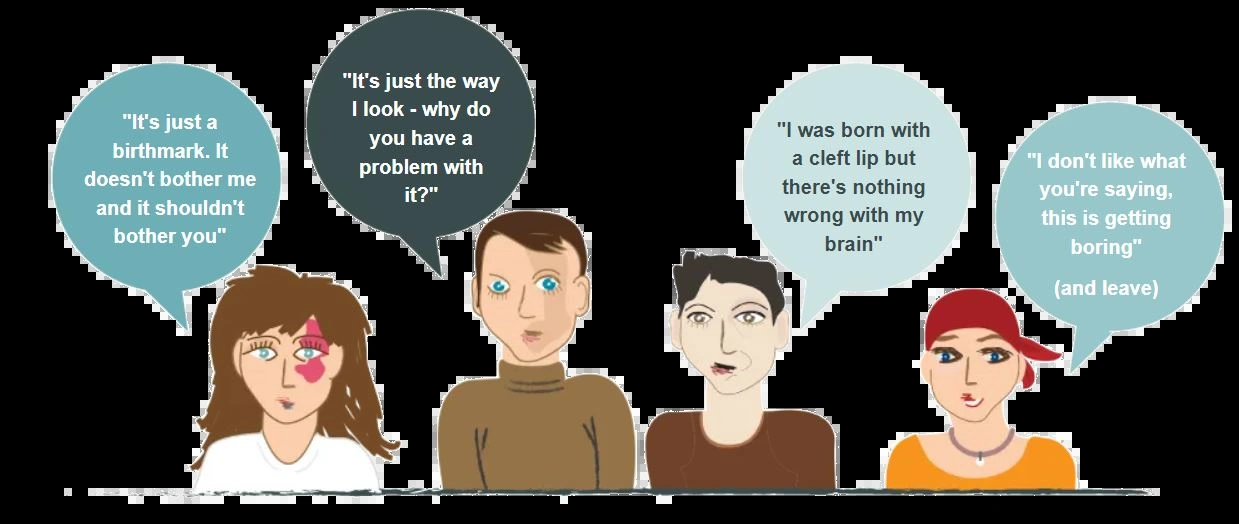 "It's just a
birthmark. It
doesn't bother me
and it shouldn't
bother you"
"It's just the way
I look - why do
you have a
problem with
it?"
"I was born with
a cleft lip but
there's nothing
wrong with my
brain"
"I don't like what
you're saying,
this is getting
boring"
(and leave)